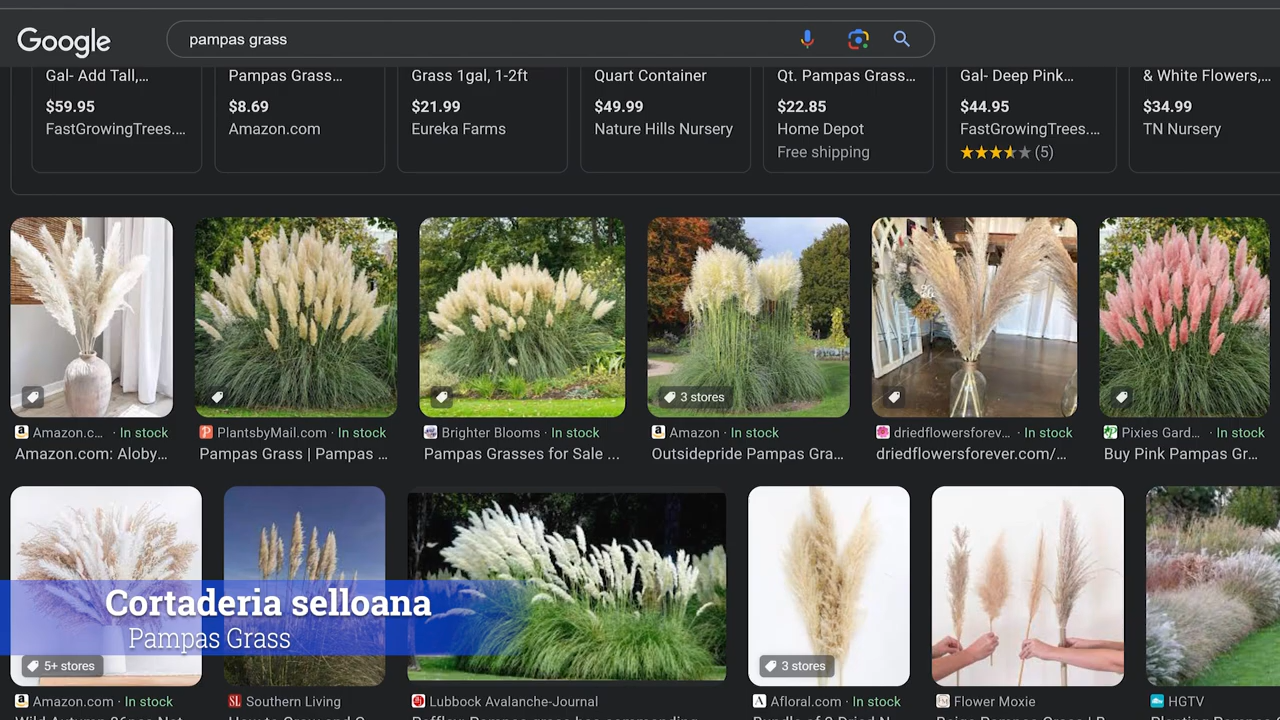 Google
pampas grass
Gal- Add Tall,...
$59.95
FastGrowingTrees....
Pampas Grass...
$8.69
Amazon.com
Grass 1gal, 1-2ft
$21.99
Eureka Farms
Quart Container
$49.99
Nature Hills Nursery
Qt. Pampas Grass...
$22.85
Home Depot
Free shipping
Gal- Deep Pink...
$44.95
FastGrowingTrees....
(5)
& White Flowers,...
$34.99
TN Nursery
3 stores
Amazon.c... · In stock
Amazon.com: Aloby...
PlantsbyMail.com · In stock
Pampas Grass | Pampas ...
Brighter Blooms · In stock
Pampas Grasses for Sale ...
Amazon · In stock
Outsidepride Pampas Gra...
driedflowersforev... · In stock
driedflowersforever.com/...
Pixies Gard... · In stock
Buy Pink Pampas Gr...
Cortaderia selloana
Pampas Grass
5+ stores
3 stores
Amazon.com · In stock
SL Southern Living
Lubbock Avalanche-Journal
A Afloral.com · In stock
Flower Moxie
HGTV